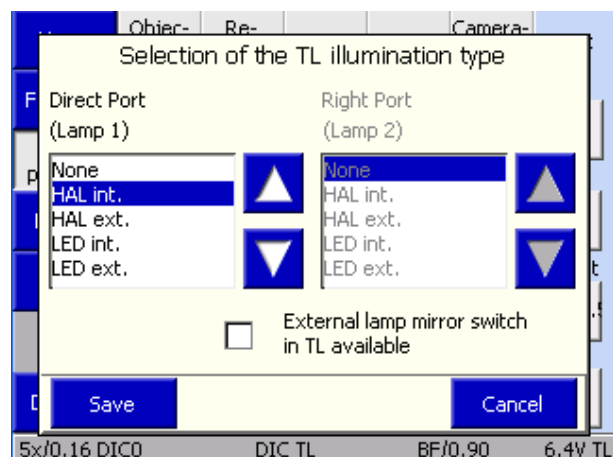 Objec- Re- Camera-
Selection of the TL illumination type
Direct Port
(Lamp 1)
Right Port
(Lamp 2)
None
HAL int.
HAL ext.
LED int.
LED ext.
None
HAL int.
HAL ext.
LED int.
LED ext.
External lamp mirror switch
in TL available
Save
Cancel
5x/0.16 DIC0 DIC TL BF/0.90 6.4V TL